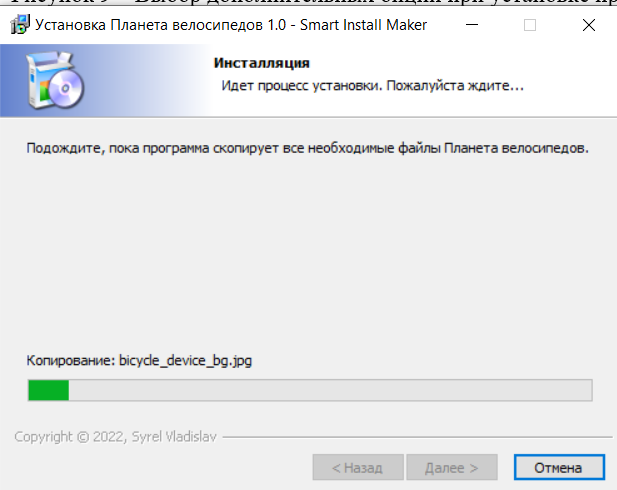 Рисунок 9 – Выбор дополнительных опций при установке пр
Установка Планета велосипедов 1.0 - Smart Install Maker
Инсталляция
Идет процесс установки. Пожалуйста ждите...
Подождите, пока программа скопирует все необходимые файлы Планета велосипедов.
Копирование: bicycle_device_bg.jpg
Copyright © 2022, Syrel Vladislav
< Назад Далее > Отмена